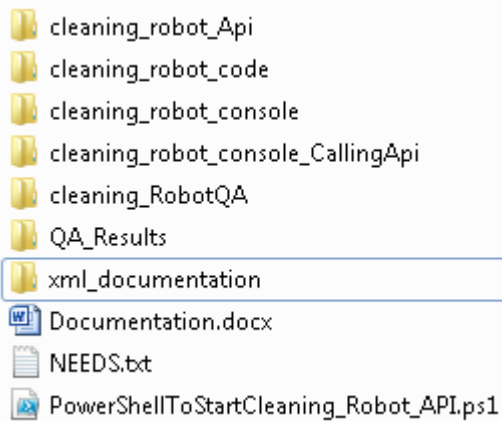 cleaning_robot_Api
cleaning_robot_code
cleaning_robot_console
cleaning_robot_console_CallingApi
cleaning_RobotQA
QA_Results
xml_documentation
Documentation.docx
NEEDS.txt
PowerShellToStartCleaning_Robot_API.ps1